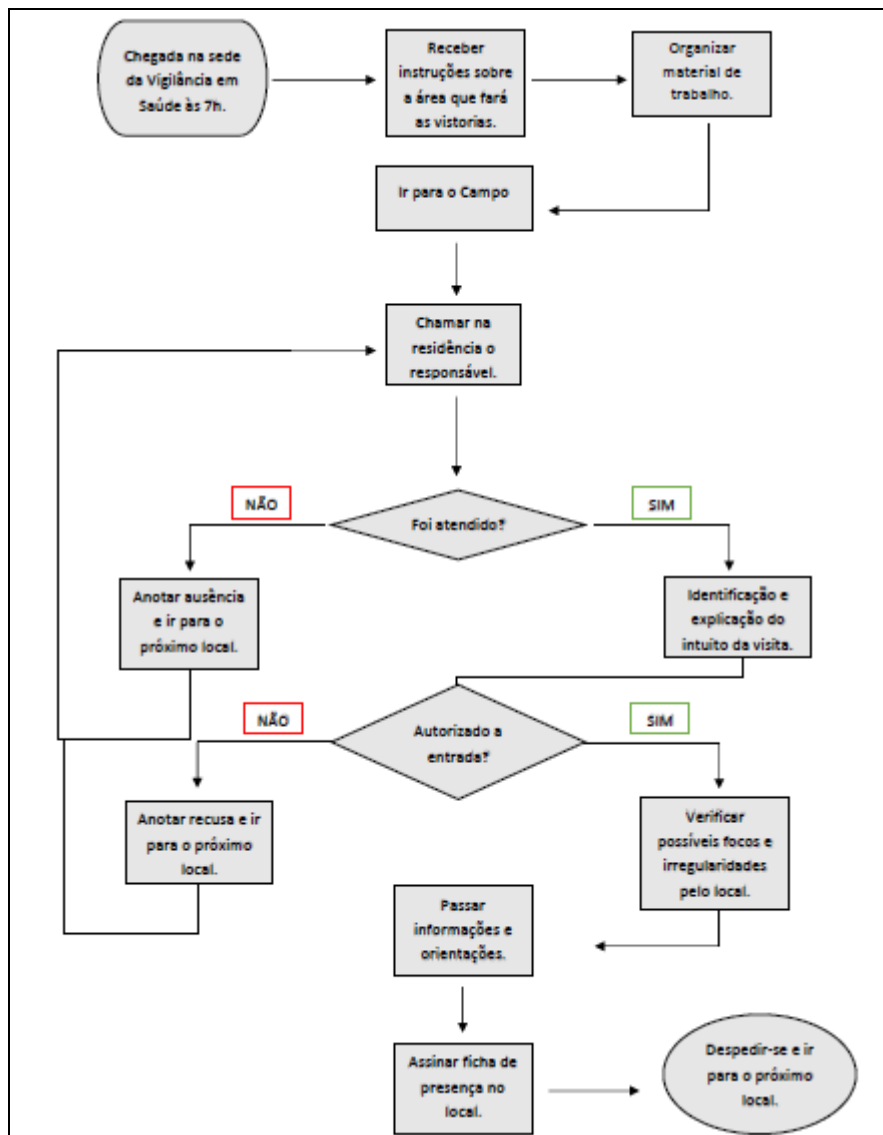 Chegada na sede
da Vigilância em
Saúde às 7h.
Receber
instruções sobre
a área que fará
as vistorias.
Organizar
material de
trabalho.
Ir para o Campo
Chamar na
residência o
responsável.
NÃO
SIM
Foi atendido?
Anotar ausência
e ir para o
próximo local.
Identificação e
explicação do
intuito da visita.
NÃO
SIM
Autorizado a
entrada?
Anotar recusa e ir
para o próximo
local.
Verificar
possíveis focos e
irregularidades
pelo local.
Passar
informações e
orientações.
Assinar ficha de
presença no
local.
Despedir-se e ir
para o próximo
local.